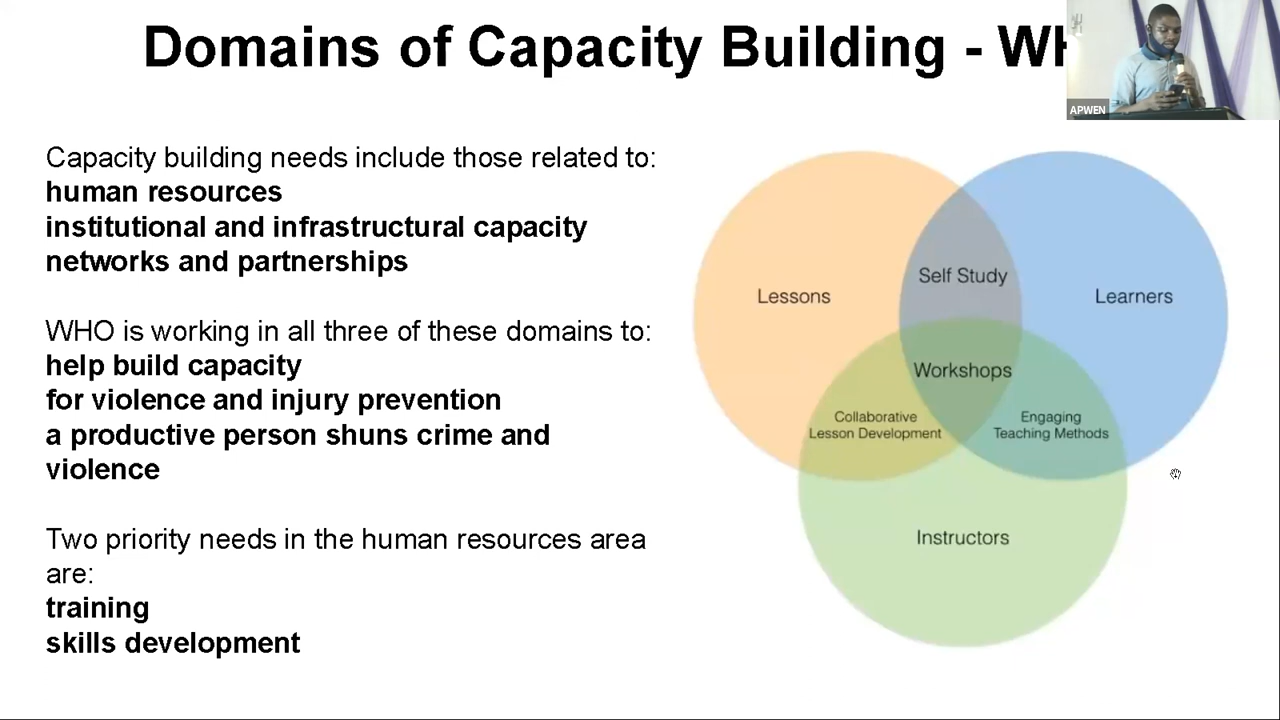 Domains of Capacity Building - WH
APWEN
Capacity building needs include those related to:
human resources
institutional and infrastructural capacity
networks and partnerships
WHO is working in all three of these domains to:
help build capacity
for violence and injury prevention
a productive person shuns crime and
violence
Two priority needs in the human resources area
are:
training
skills development
Lessons
Self Study
Learners
Workshops
Collaborative
Lesson Development
Engaging
Teaching Methods
Instructors